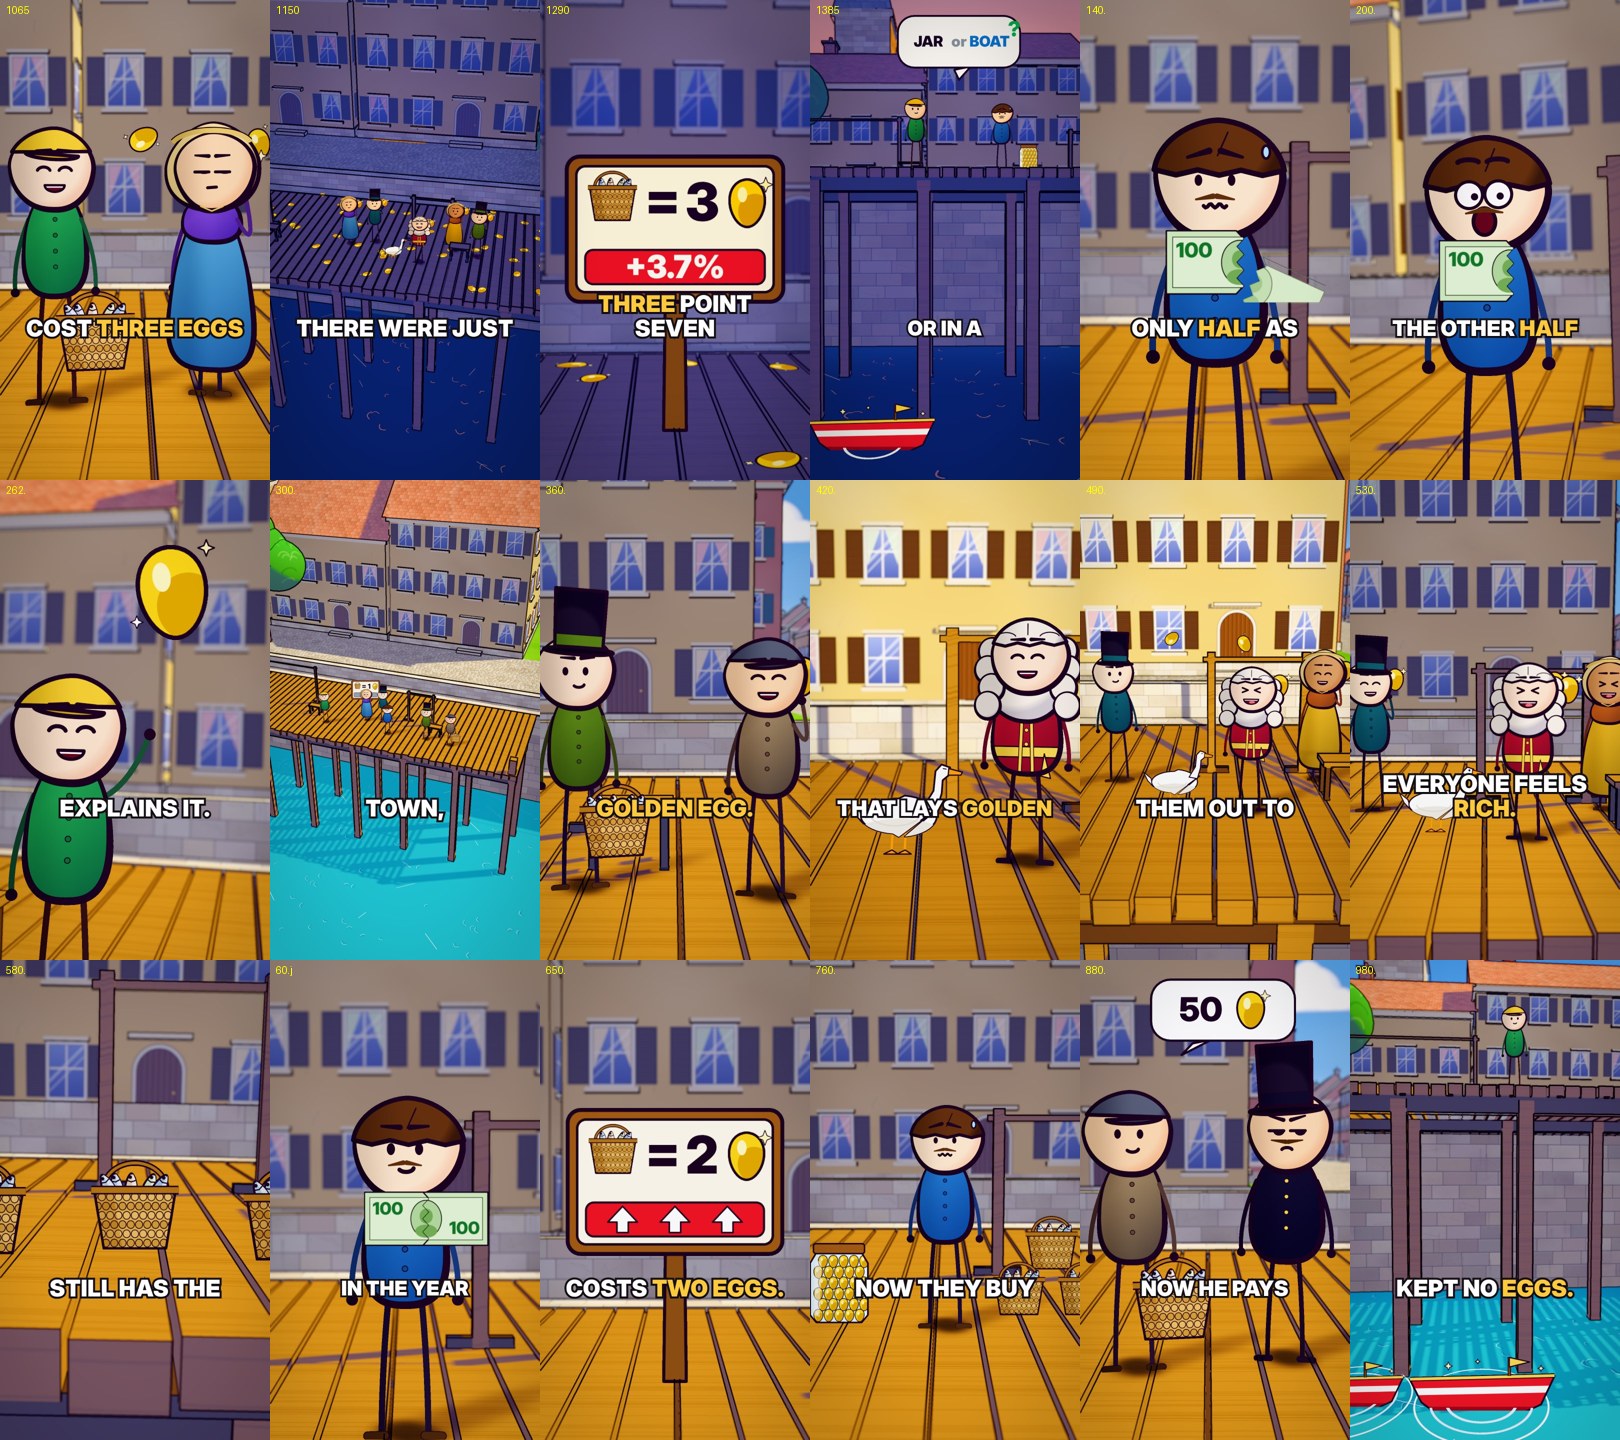 1065
COST THREE EGGS
1150
THERE WERE JUST
1290
= 3
+3.7%
THREE POINT
SEVEN
1385
JAR or BOAT?
OR IN A
140.
100
ONLY HALF AS
200.
100
THE OTHER HALF
262.
EXPLAINS IT.
300.
= 1
TOWN,
360.
GOLDEN EGG.
420.
THAT LAYS GOLDEN
490.
THEM OUT TO
530.
EVERYONE FEELS
RICH.
580.
STILL HAS THE
60.j
100
100
IN THE YEAR
650.
= 2
COSTS TWO EGGS.
760.
NOW THEY BUY
880.
50
NOW HE PAYS
980.
KEPT NO EGGS.